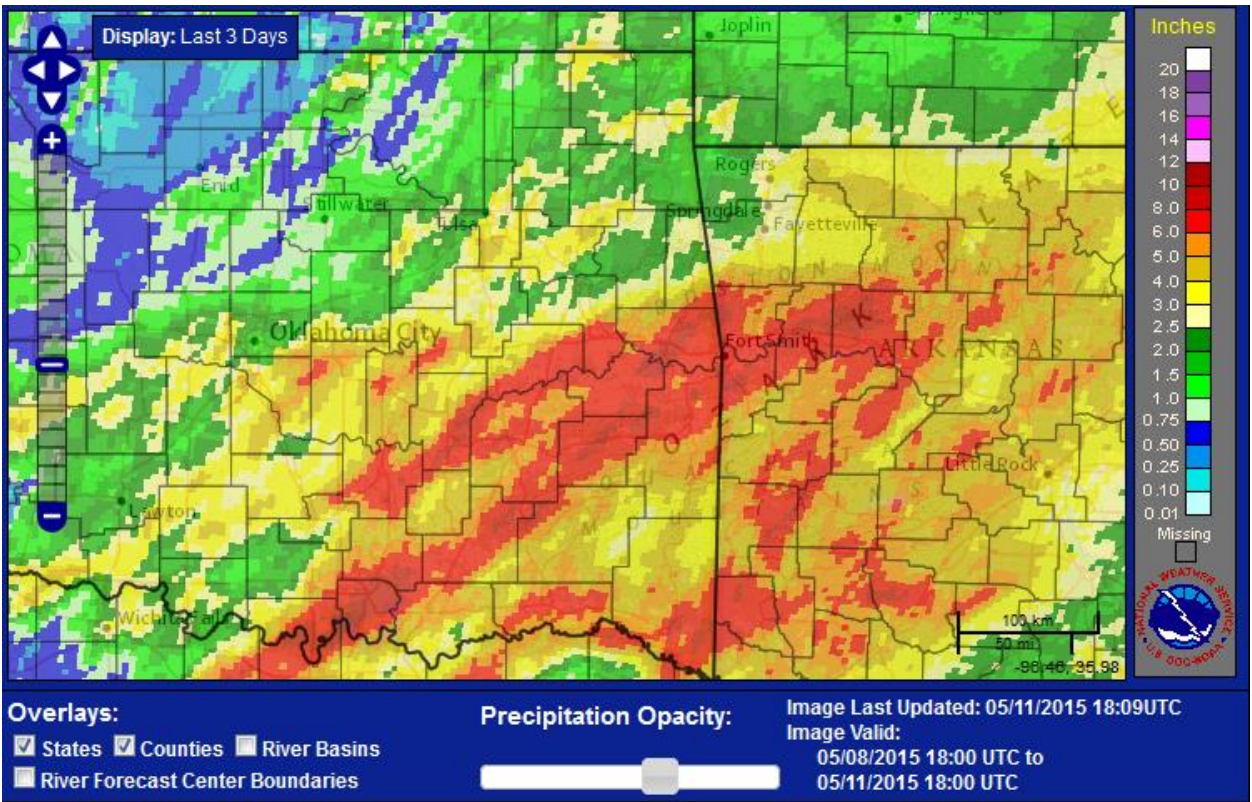 Display: Last 3 Days
Joplin
Springfield
Inches
20
18
16
14
12
10
8.0
6.0
5.0
4.0
3.0
2.5
2.0
1.5
1.0
0.75
0.50
0.25
0.10
0.01
Missing
NATIONAL WEATHER SERVICE
Rogers
Enid
Stillwater
Tulsa
Springdale
Fayetteville
Oklahoma City
Fort Smith
ARKANSAS
Little Rock
Lawton
Wichita Falls
100 km
50 mi
-96.46, 35.98
Overlays:
States Counties River Basins
River Forecast Center Boundaries
Precipitation Opacity:
Image Last Updated: 05/11/2015 18:09UTC
Image Valid:
05/08/2015 18:00 UTC to
05/11/2015 18:00 UTC